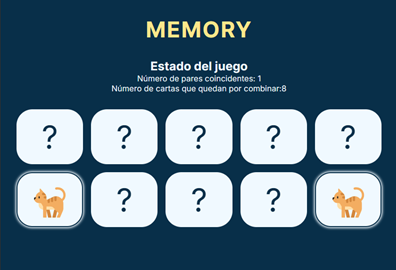 MEMORY
Estado del juego
Número de pares coincidentes: 1
Número de cartas que quedan por combinar:8
? ? ? ? ?
? ? ?